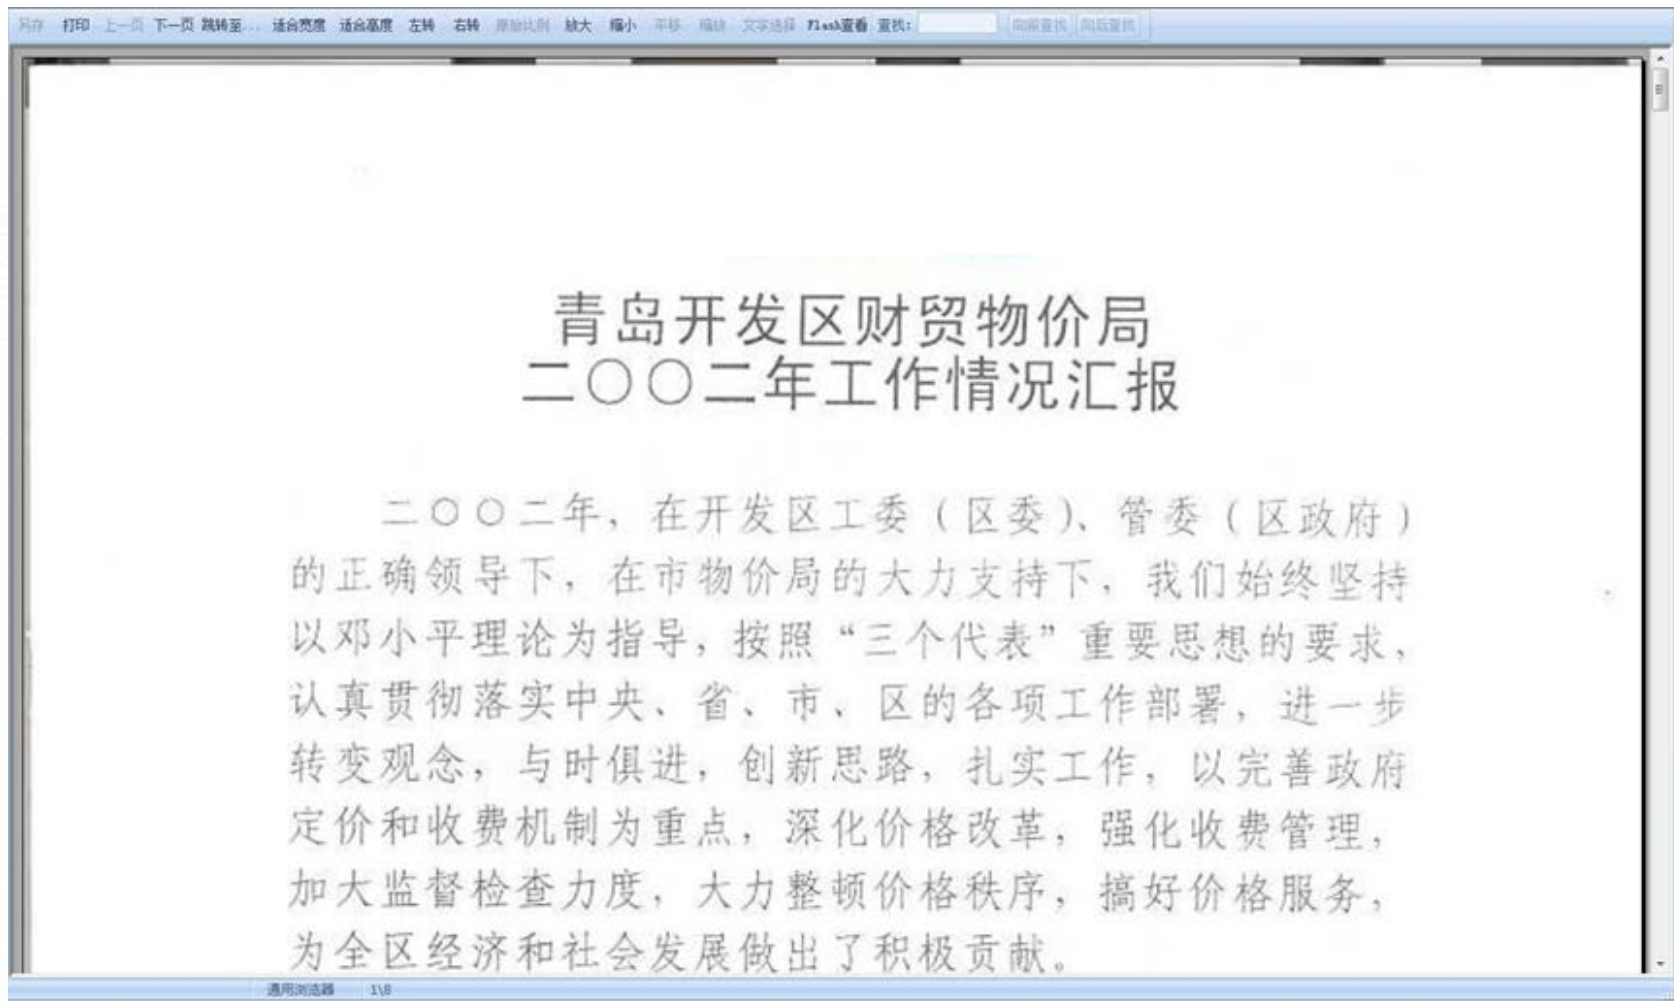 另存 打印 上一页 下一页 跳转至... 适合宽度 适合高度 左转 右转 原始比例 放大 缩小 平移 缩放 文字选择 Flash查看 查找: 向前查找 向后查找
青岛开发区财贸物价局
二〇〇二年工作情况汇报
二〇〇二年，在开发区工委（区委）、管委（区政府）
的正确领导下，在市物价局的大力支持下，我们始终坚持
以邓小平理论为指导，按照“三个代表”重要思想的要求，
认真贯彻落实中央、省、市、区的各项工作部署，进一步
转变观念，与时俱进，创新思路，扎实工作，以完善政府
定价和收费机制为重点，深化价格改革，强化收费管理，
加大监督检查力度，大力整顿价格秩序，搞好价格服务，
为全区经济和社会发展做出了积极贡献。
通用浏览器 1\8